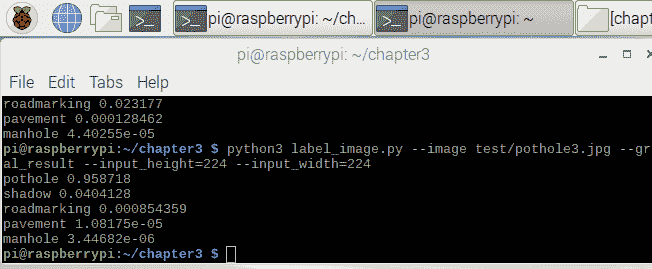 pi@raspberrypi: ~/ch... pi@raspberrypi: ~ [chapt
pi@raspberrypi: ~/chapter3
File Edit Tabs Help
roadmarking 0.023177
pavement 0.000128462
manhole 4.40255e-05
pi@raspberrypi:~/chapter3 $ python3 label_image.py --image test/pothole3.jpg --gr
al_result --input_height=224 --input_width=224
pothole 0.958718
shadow 0.0404128
roadmarking 0.000854359
pavement 1.08175e-05
manhole 3.44682e-06
pi@raspberrypi:~/chapter3 $